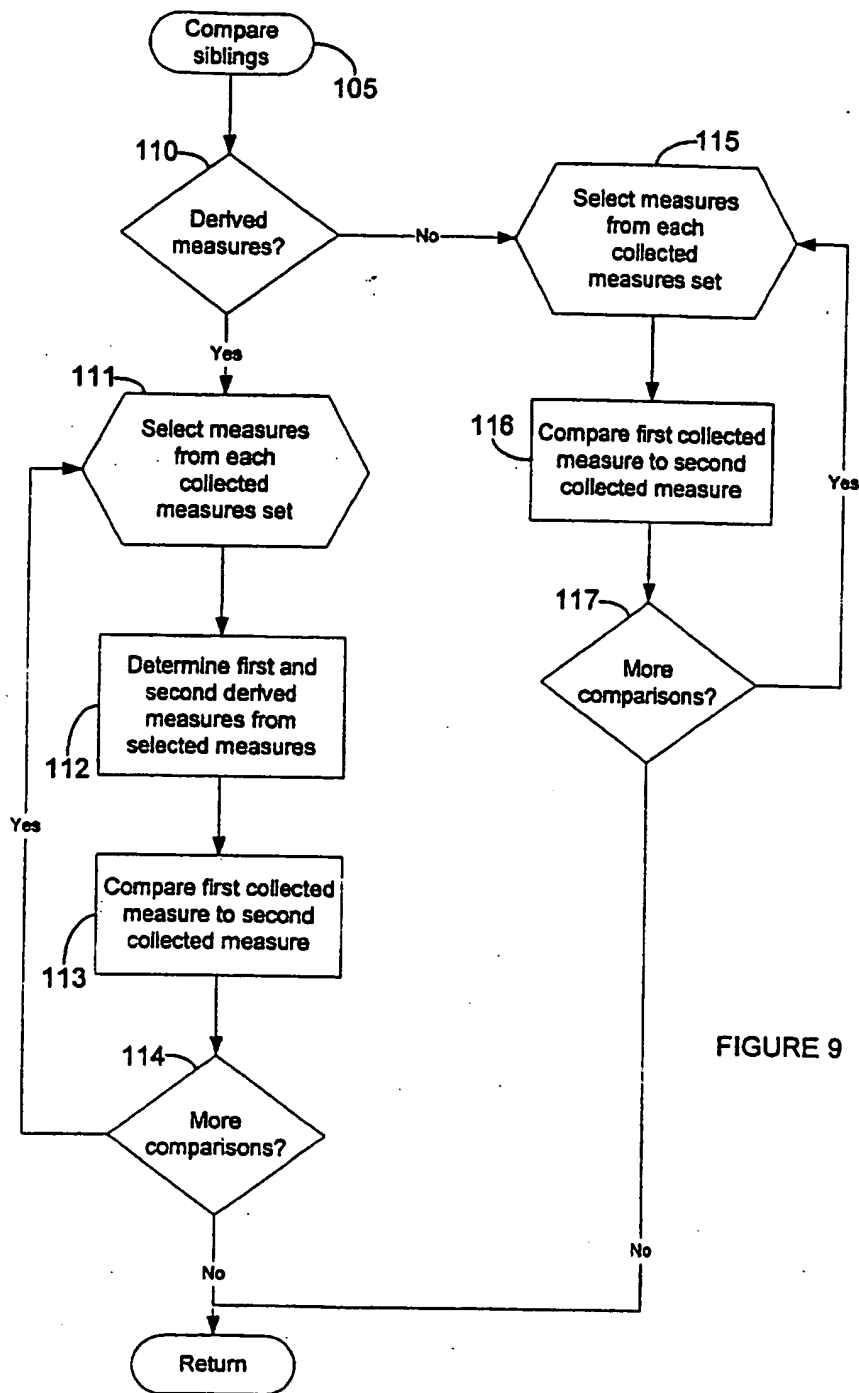 Compare
siblings
105
110
Derived
measures?
No
Yes
115
Select measures
from each
collected
measures set
116
Compare first collected
measure to second
collected measure
Yes
117
More
comparisons?
No
111
Select measures
from each
collected
measures set
Determine first and
second derived
measures from
selected measures
112
Yes
Compare first collected
measure to second
collected measure
113
114
More
comparisons?
No
Return
FIGURE 9